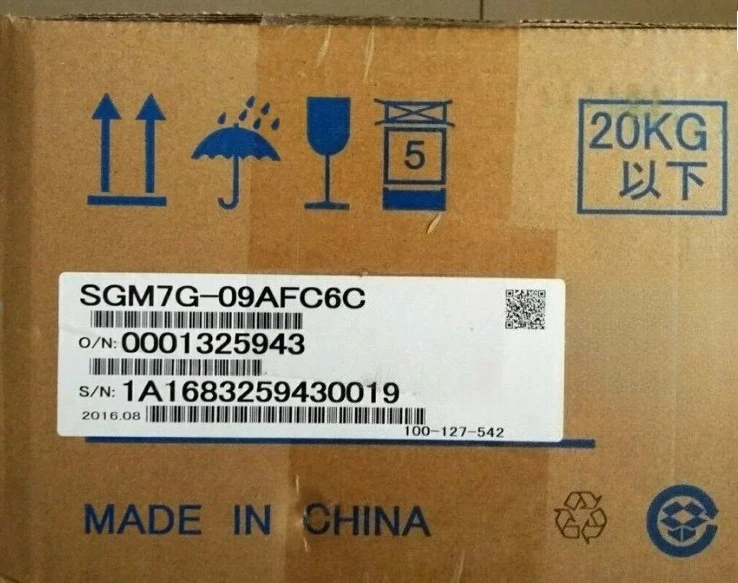 5
20KG
以下
SGM7G-09AFC6C
O/N: 0001325943
S/N: 1A1683259430019
2016.08
100-127-542
MADE IN CHINA